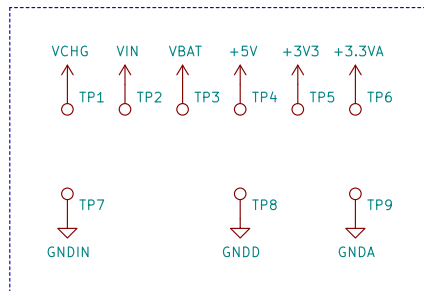 VCHG VIN VBAT +5V +3V3 +3.3VA
TP1 TP2 TP3 TP4 TP5 TP6
TP7 TP8 TP9
GNDIN GNDD GNDA